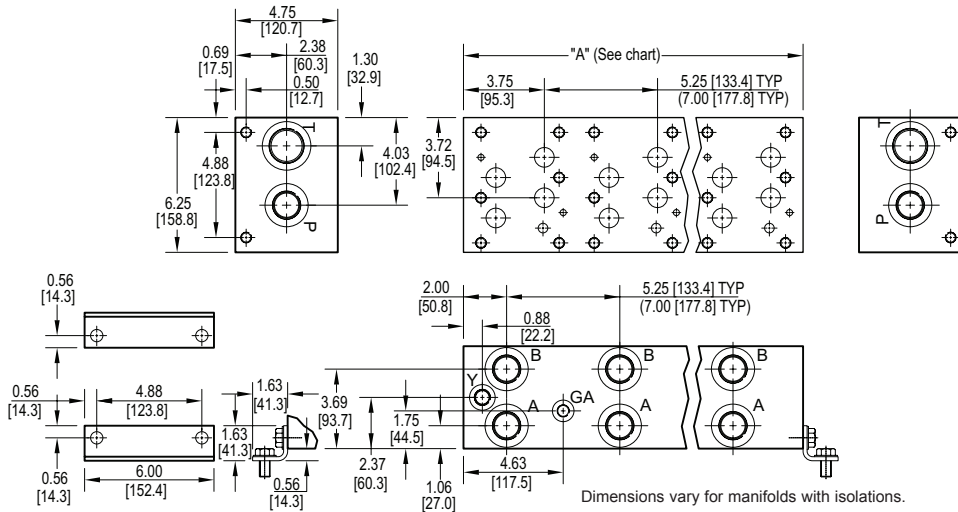 4.75
[120.7]
2.38
[60.3]
0.69
[17.5]
0.50
[12.7]
1.30
[32.9]
4.88
[123.8]
6.25
[158.8]
4.03
[102.4]
T
P
"A" (See chart)
3.75
[95.3]
5.25 [133.4] TYP
(7.00 [177.8] TYP)
3.72
[94.5]
T
P
0.56
[14.3]
0.56
[14.3]
4.88
[123.8]
0.56
[14.3]
6.00
[152.4]
1.63
[41.3]
1.63
[41.3]
0.56
[14.3]
2.00
[50.8]
5.25 [133.4] TYP
(7.00 [177.8] TYP)
0.88
[22.2]
3.69
[93.7]
1.75
[44.5]
2.37
[60.3]
1.06
[27.0]
4.63
[117.5]
B
B
B
Y
GA
A
A
A
Dimensions vary for manifolds with isolations.